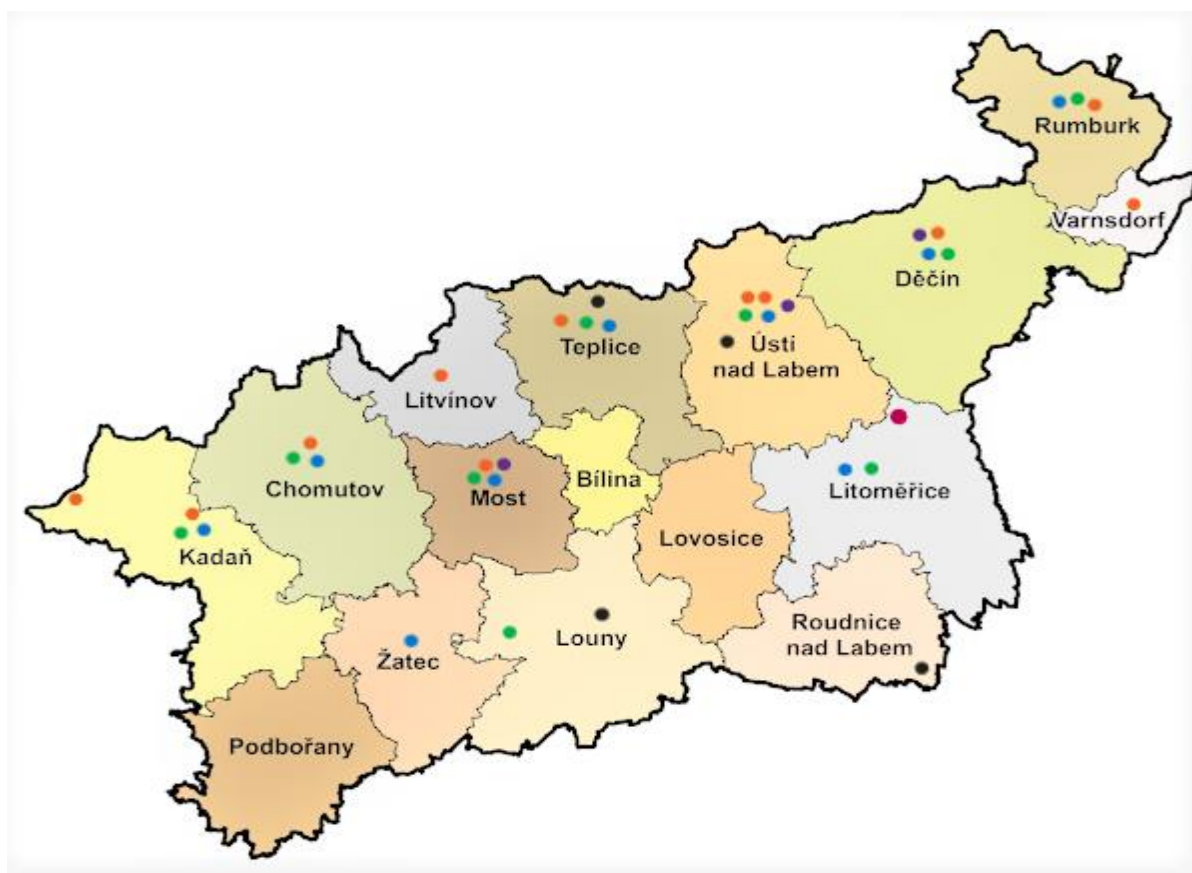 Rumburk
Varnsdorf
Děčín
Teplice
Ústi
nad Labem
Litvínov
Chomutov
Most
Bílina
Litoměřice
Kadaň
Lovosice
Žatec
Louny
Roudnice
nad Labem
Podbořany